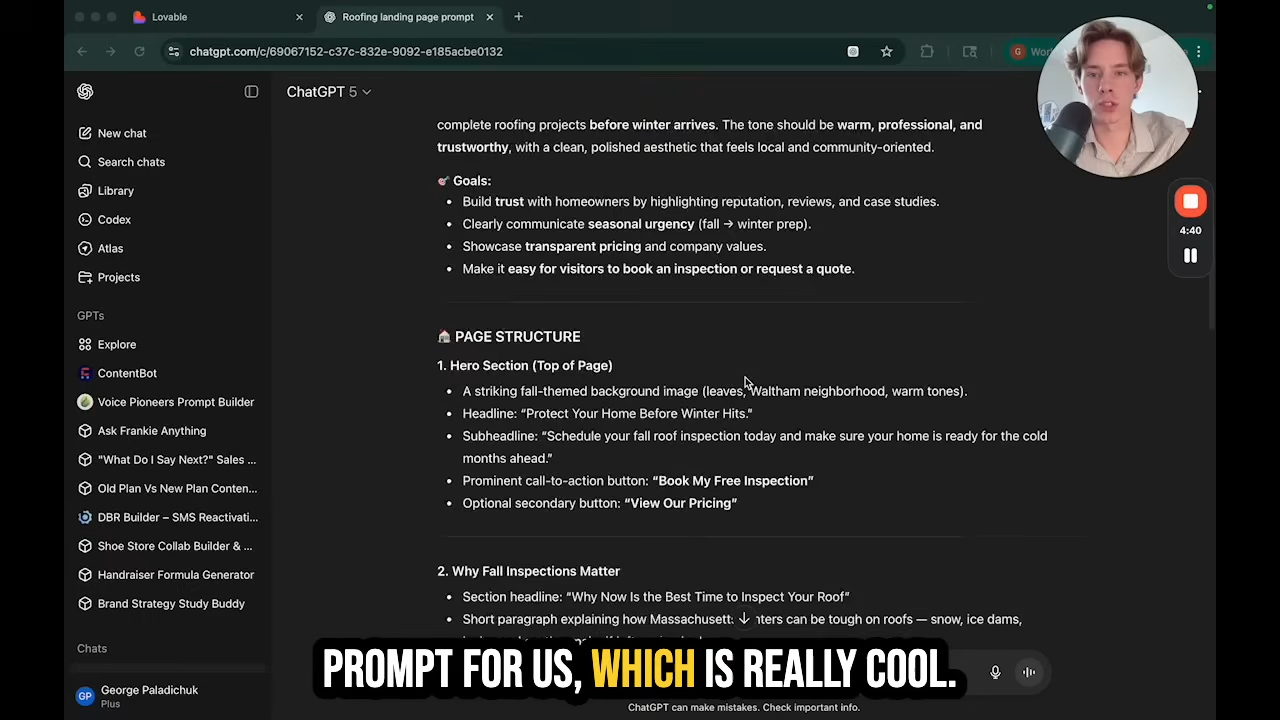 Lovable
Roofing landing page prompt
chatgpt.com/c/69067152-c37c-832e-9092-e185acbe0132
G Work
ChatGPT 5
complete roofing projects before winter arrives. The tone should be warm, professional, and
trustworthy, with a clean, polished aesthetic that feels local and community-oriented.
New chat
Search chats
Library
Codex
Atlas
Projects
GPTs
Explore
ContentBot
Voice Pioneers Prompt Builder
Ask Frankie Anything
"What Do I Say Next?" Sales ...
Old Plan Vs New Plan Conten...
DBR Builder – SMS Reactivati...
Shoe Store Collab Builder & ...
Handraiser Formula Generator
Brand Strategy Study Buddy
Chats
GP George Paladichuk
Plus
Goals:
Build trust with homeowners by highlighting reputation, reviews, and case studies.
Clearly communicate seasonal urgency (fall → winter prep).
Showcase transparent pricing and company values.
Make it easy for visitors to book an inspection or request a quote.
PAGE STRUCTURE
1. Hero Section (Top of Page)
A striking fall-themed background image (leaves, Waltham neighborhood, warm tones).
Headline: “Protect Your Home Before Winter Hits.”
Subheadline: “Schedule your fall roof inspection today and make sure your home is ready for the cold
months ahead.”
Prominent call-to-action button: “Book My Free Inspection”
Optional secondary button: “View Our Pricing”
2. Why Fall Inspections Matter
Section headline: “Why Now Is the Best Time to Inspect Your Roof”
Short paragraph explaining how Massachusett nters can be tough on roofs — snow, ice dams,
4:40
PROMPT FOR US, WHICH IS REALLY COOL.
ChatGPT can make mistakes. Check important info.